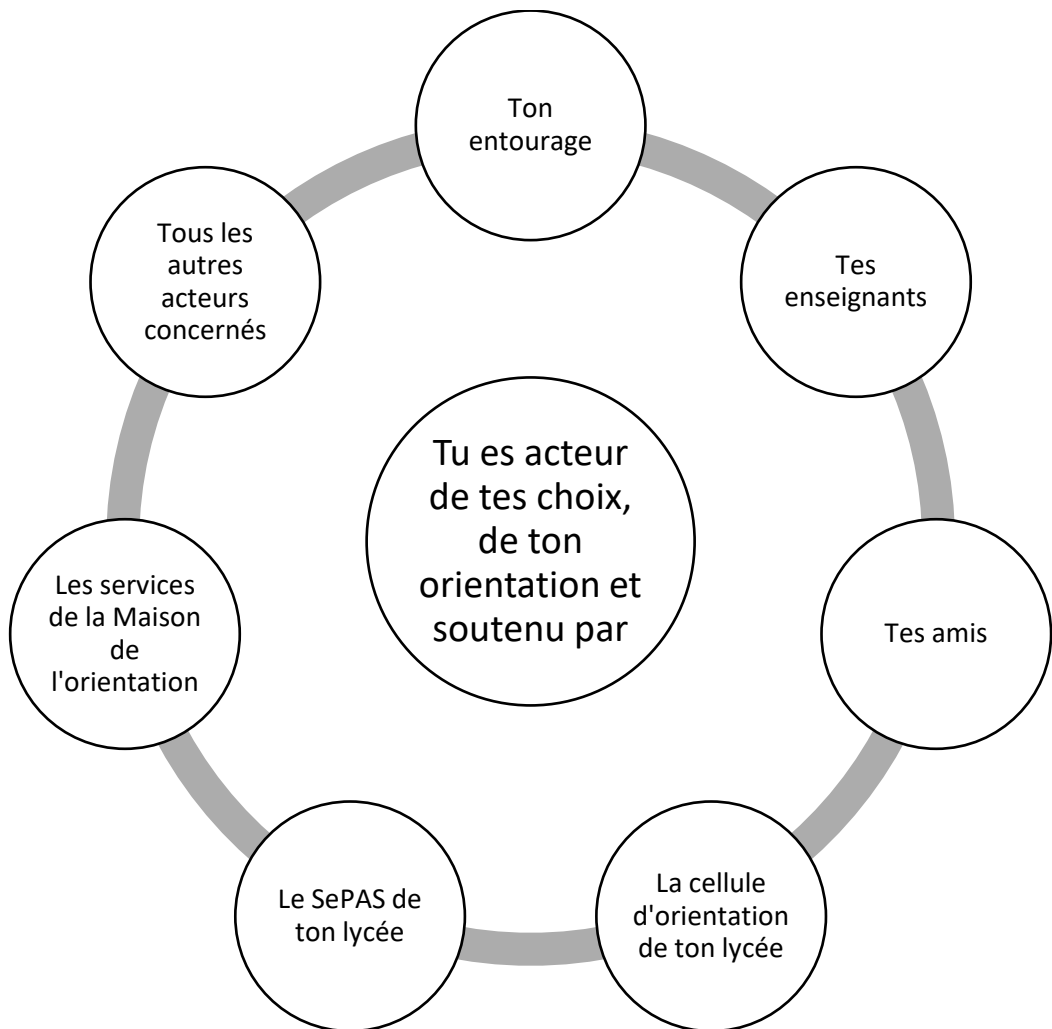 Ton
entourage
Tes
enseignants
Tes amis
La cellule
d'orientation
de ton lycée
Le SePAS de
ton lycée
Les services
de la Maison
de
l'orientation
Tous les
autres
acteurs
concernés
Tu es acteur
de tes choix,
de ton
orientation et
soutenu par